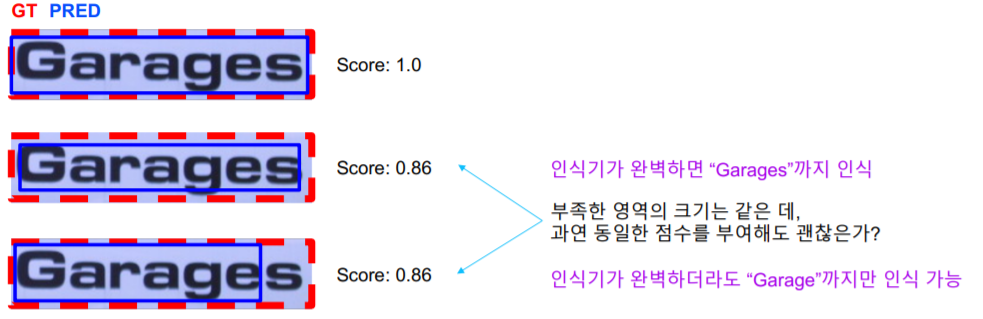 GT PRED
Garages
Score: 1.0
Garages
Score: 0.86
인식기가 완벽하면 “Garages”까지 인식
부족한 영역의 크기는 같은 데,
과연 동일한 점수를 부여해도 괜찮은가?
Garages
Score: 0.86
인식기가 완벽하더라도 “Garage”까지만 인식 가능